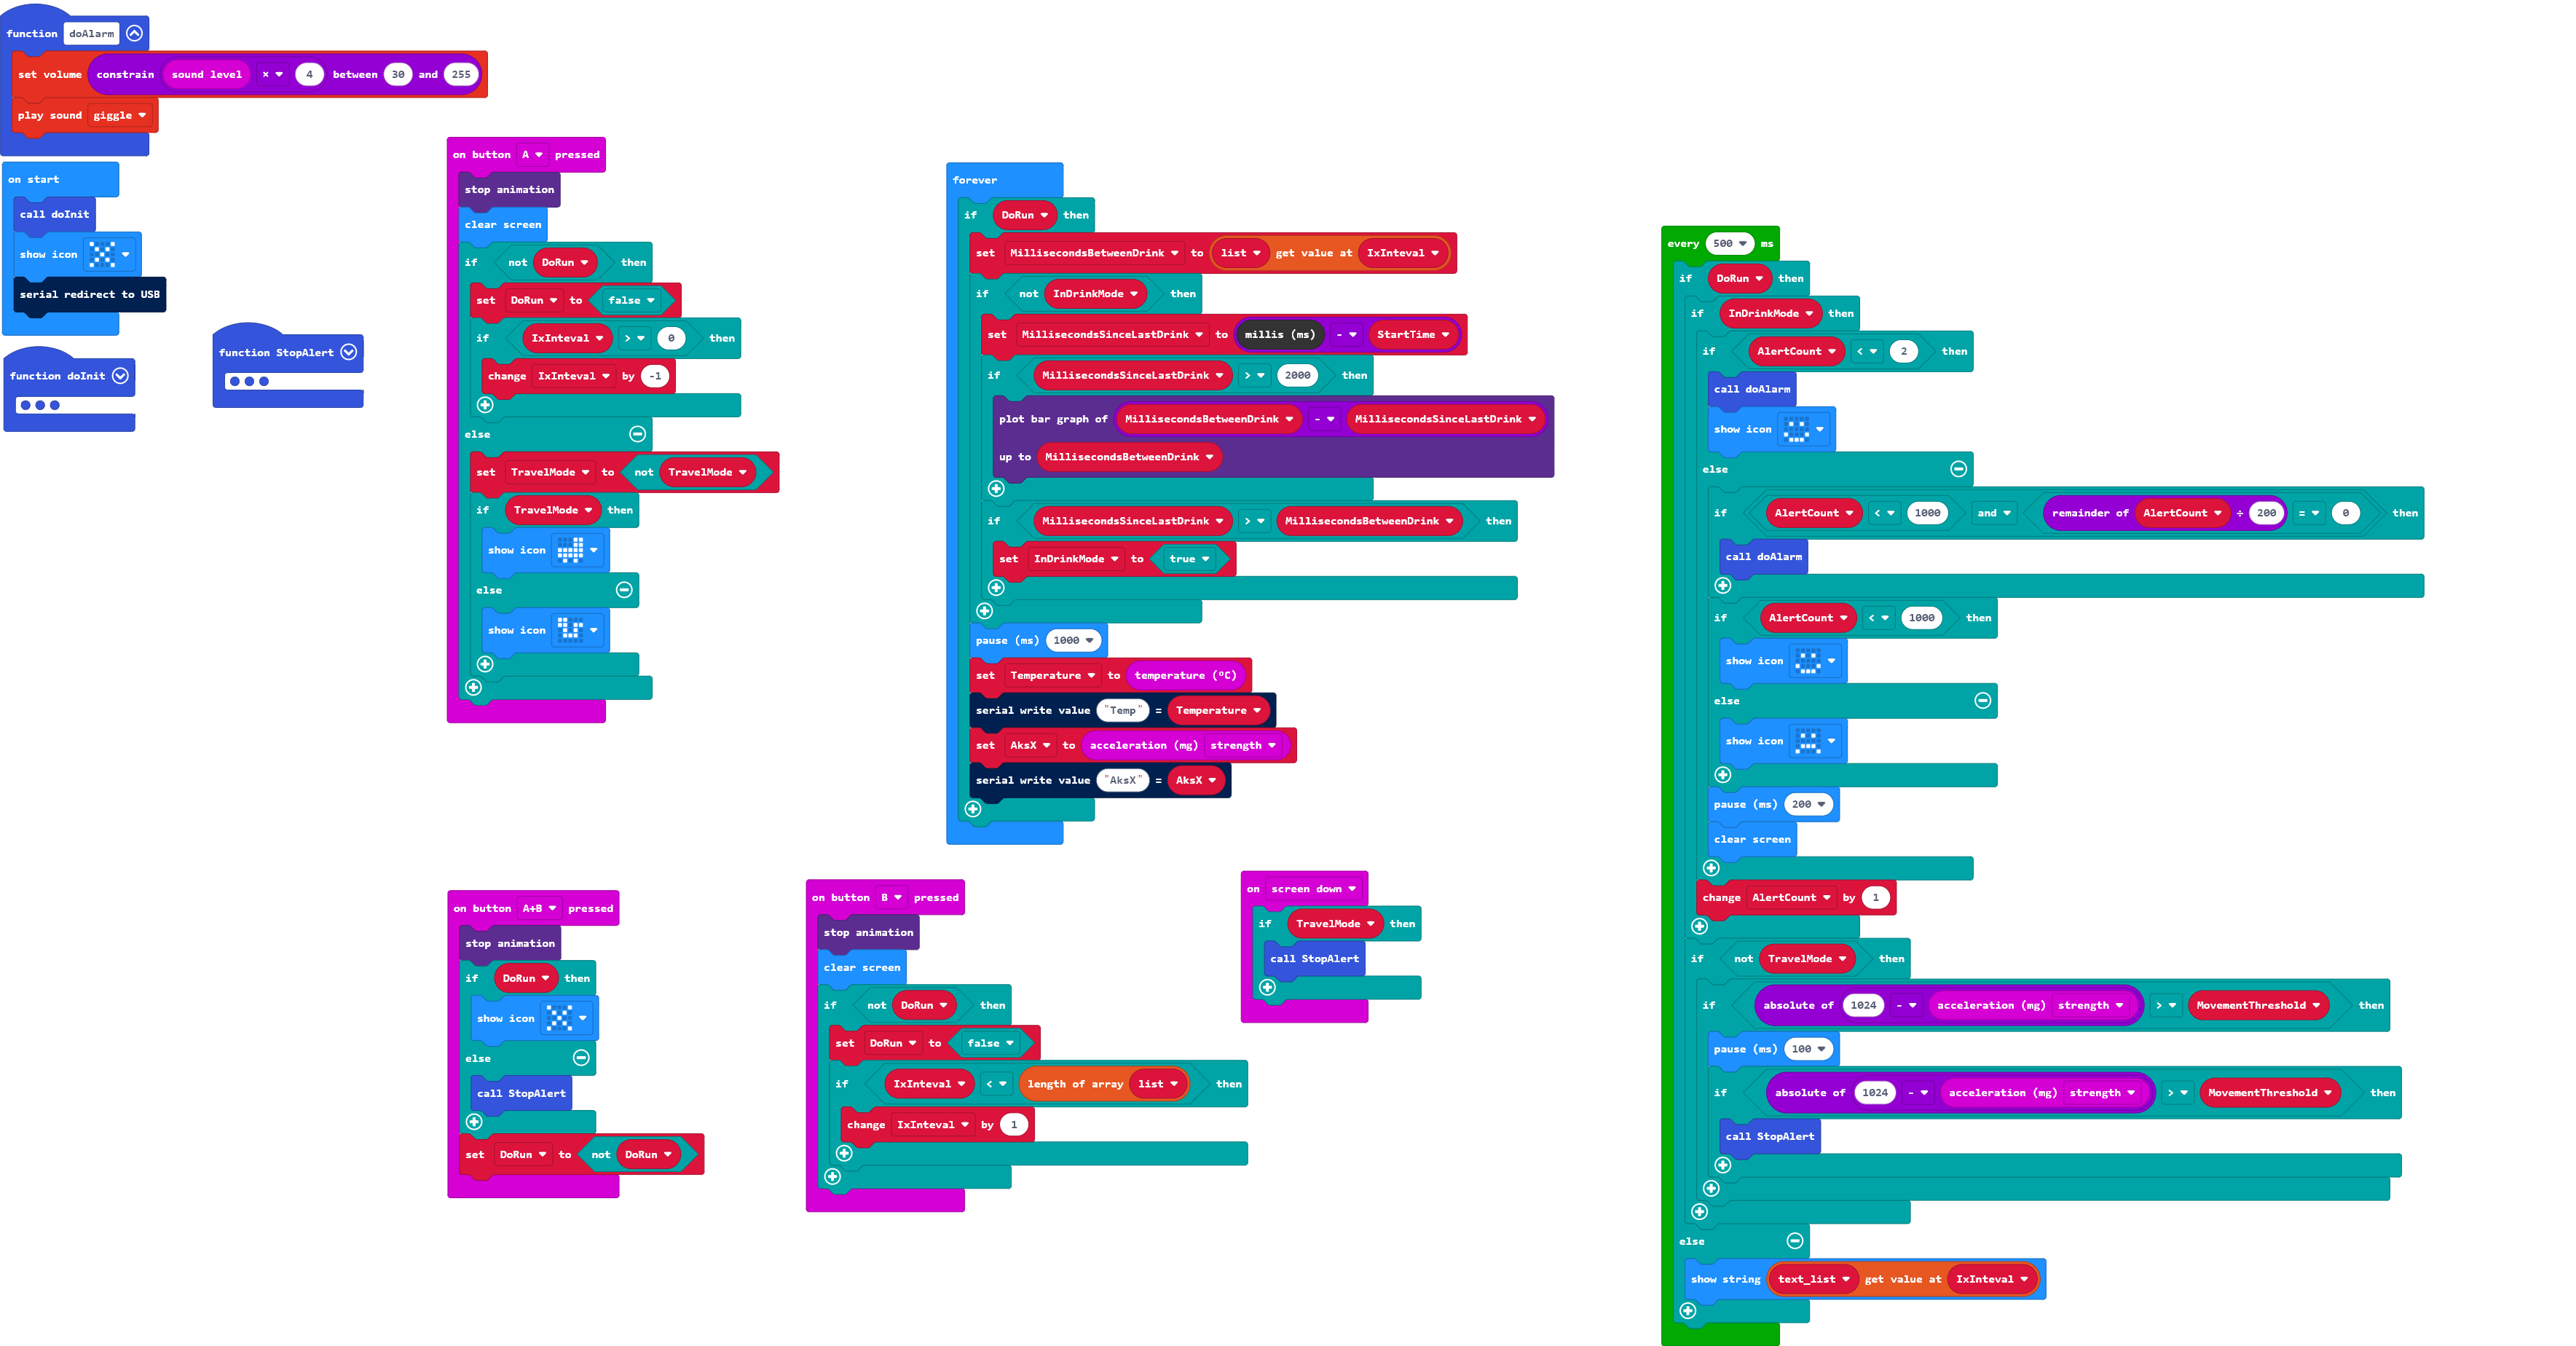 function doAlarm
set volume constrain sound level × 4 between 30 and 255
play sound giggle
on start
call doInit
show icon
serial redirect to USB
function doInit
function StopAlert
on button A pressed
stop animation
clear screen
if not DoRun then
set DoRun to false
if IxInteval > 0 then
change IxInteval by -1
else
set TravelMode to not TravelMode
if TravelMode then
show icon
else
show icon
on button A+B pressed
stop animation
if DoRun then
show icon
else
call StopAlert
set DoRun to not DoRun
on button B pressed
stop animation
clear screen
if not DoRun then
set DoRun to false
if IxInteval < length of array list then
change IxInteval by 1
forever
if DoRun then
set MillisecondsBetweenDrink to list get value at IxInteval
if not InDrinkMode then
set MillisecondsSinceLastDrink to millis (ms) - StartTime
if MillisecondsSinceLastDrink > 2000 then
plot bar graph of MillisecondsBetweenDrink - MillisecondsSinceLastDrink
up to MillisecondsBetweenDrink
if MillisecondsSinceLastDrink > MillisecondsBetweenDrink then
set InDrinkMode to true
pause (ms) 1000
set Temperature to temperature (°C)
serial write value "Temp" = Temperature
set AksX to acceleration (mg) strength
serial write value "AksX" = AksX
on screen down
if TravelMode then
call StopAlert
every 500 ms
if DoRun then
if InDrinkMode then
if AlertCount < 2 then
call doAlarm
show icon
else
if AlertCount < 1000 and remainder of AlertCount ÷ 200 = 0 then
call doAlarm
if AlertCount < 1000 then
show icon
else
show icon
pause (ms) 200
clear screen
change AlertCount by 1
if not TravelMode then
if absolute of 1024 - acceleration (mg) strength > MovementThreshold then
pause (ms) 100
if absolute of 1024 - acceleration (mg) strength > MovementThreshold then
call StopAlert
else
show string text_list get value at IxInteval